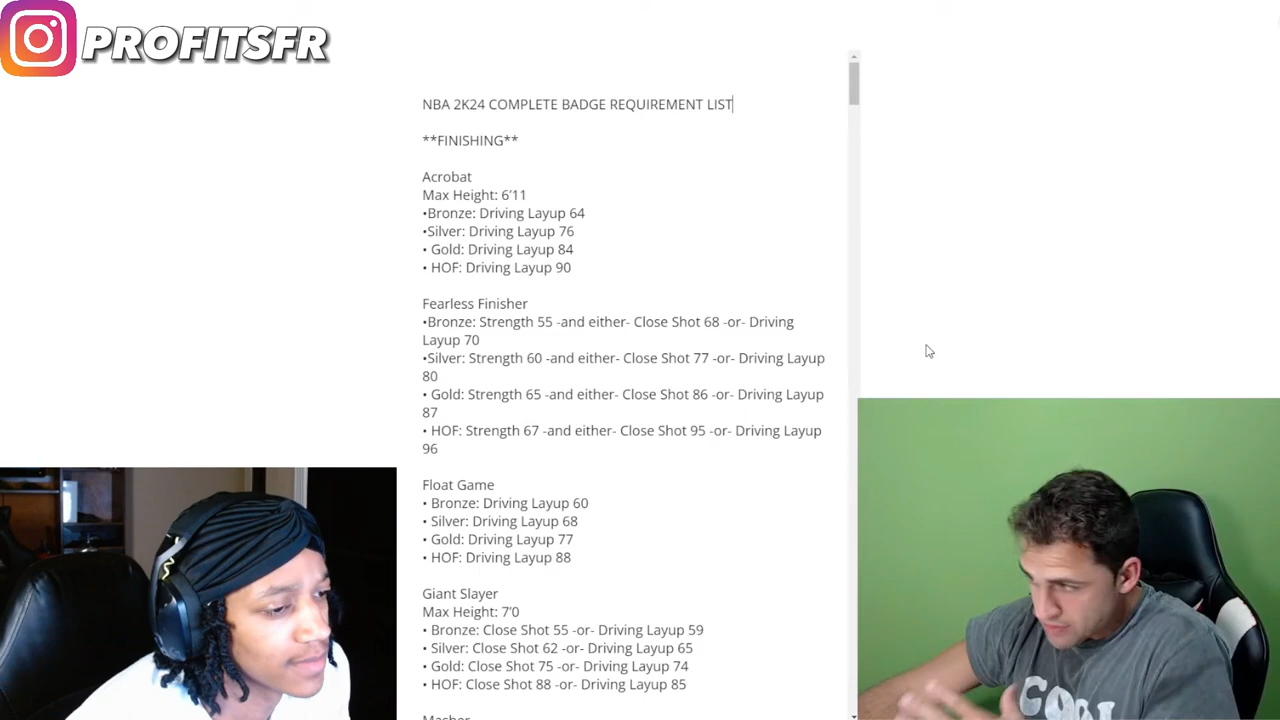 PROFITSFR
NBA 2K24 COMPLETE BADGE REQUIREMENT LIST
**FINISHING**
Acrobat
Max Height: 6'11
•Bronze: Driving Layup 64
•Silver: Driving Layup 76
• Gold: Driving Layup 84
• HOF: Driving Layup 90
Fearless Finisher
•Bronze: Strength 55 -and either- Close Shot 68 -or- Driving
Layup 70
•Silver: Strength 60 -and either- Close Shot 77 -or- Driving Layup
80
• Gold: Strength 65 -and either- Close Shot 86 -or- Driving Layup
87
• HOF: Strength 67 -and either- Close Shot 95 -or- Driving Layup
96
Float Game
• Bronze: Driving Layup 60
• Silver: Driving Layup 68
• Gold: Driving Layup 77
• HOF: Driving Layup 88
Giant Slayer
Max Height: 7'0
• Bronze: Close Shot 55 -or- Driving Layup 59
• Silver: Close Shot 62 -or- Driving Layup 65
• Gold: Close Shot 75 -or- Driving Layup 74
• HOF: Close Shot 88 -or- Driving Layup 85